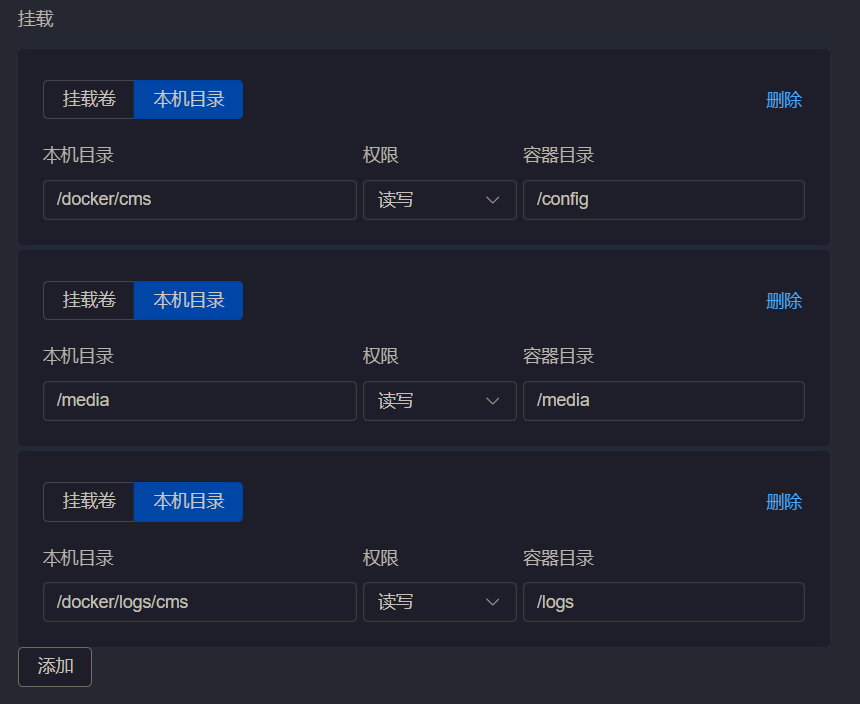 挂载
挂载卷 本机目录 删除
本机目录 权限 容器目录
/docker/cms 读写 /config
挂载卷 本机目录 删除
本机目录 权限 容器目录
/media 读写 /media
挂载卷 本机目录 删除
本机目录 权限 容器目录
/docker/logs/cms 读写 /logs
添加